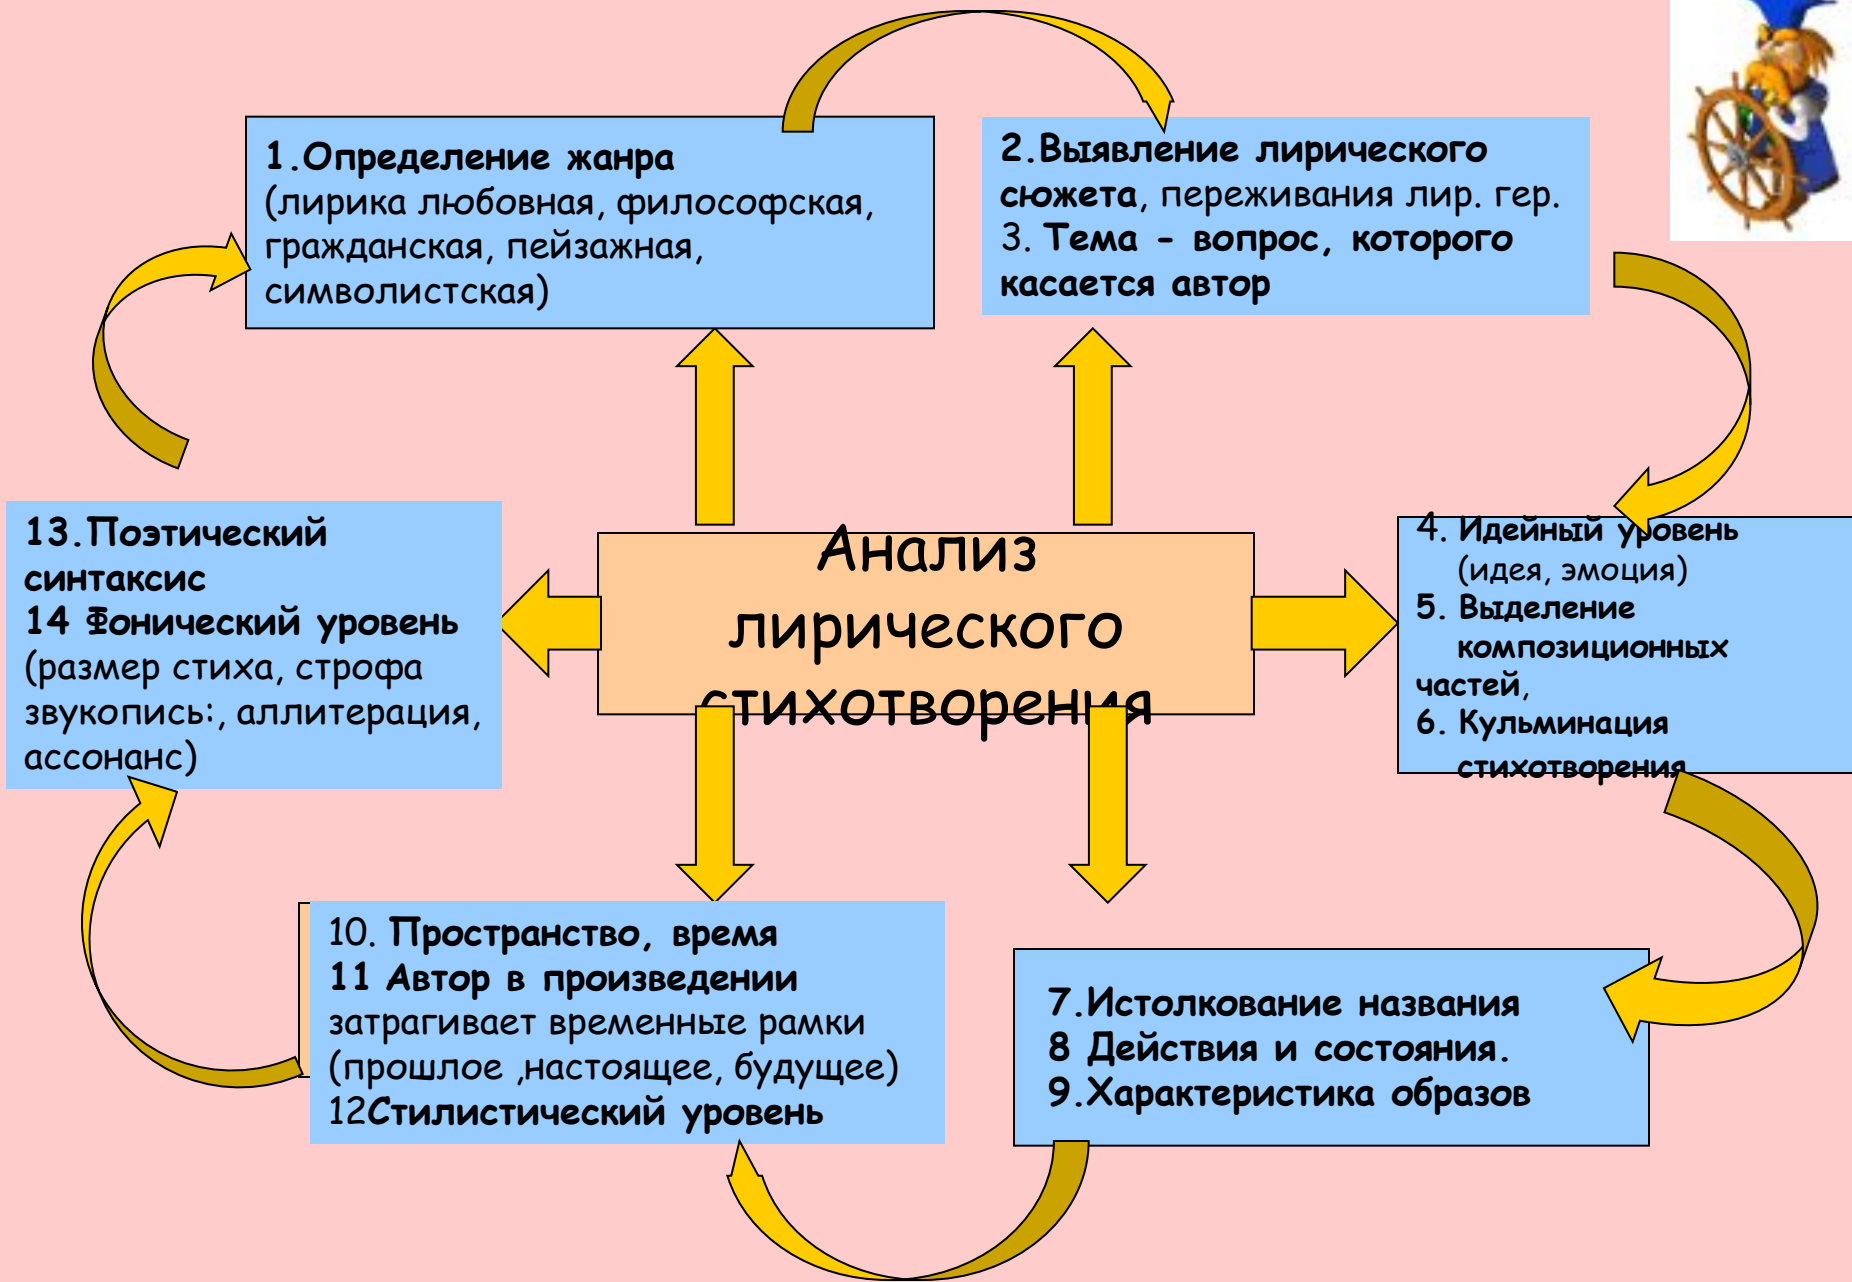 1.Определение жанра
(лирика любовная, философская,
гражданская, пейзажная,
символистская)
2.Выявление лирического
сюжета, переживания лир. гер.
3. Тема - вопрос, которого
касается автор
4. Идейный уровень
(идея, эмоция)
5. Выделение
композиционных
частей,
6. Кульминация
стихотворения
Анализ
лирического
стихотворения
7.Истолкование названия
8 Действия и состояния.
9.Характеристика образов
10. Пространство, время
11 Автор в произведении
затрагивает временные рамки
(прошлое ,настоящее, будущее)
12Стилистический уровень
13.Поэтический
синтаксис
14 Фонический уровень
(размер стиха, строфа
звукопись:, аллитерация,
ассонанс)